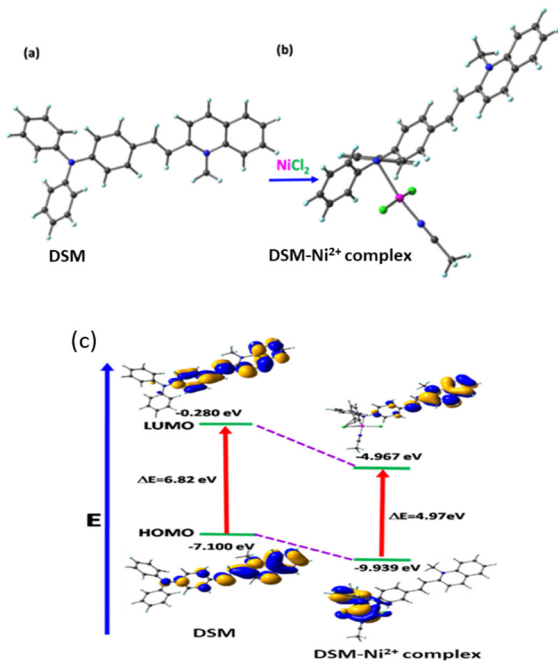 (a)
(b)
NiCl₂
DSM
DSM-Ni²⁺ complex
(c)
-0.280 eV
LUMO
-4.967 eV
ΔE=6.82 eV
ΔE=4.97eV
E
HOMO
-7.100 eV
-9.939 eV
DSM
DSM-Ni²⁺ complex